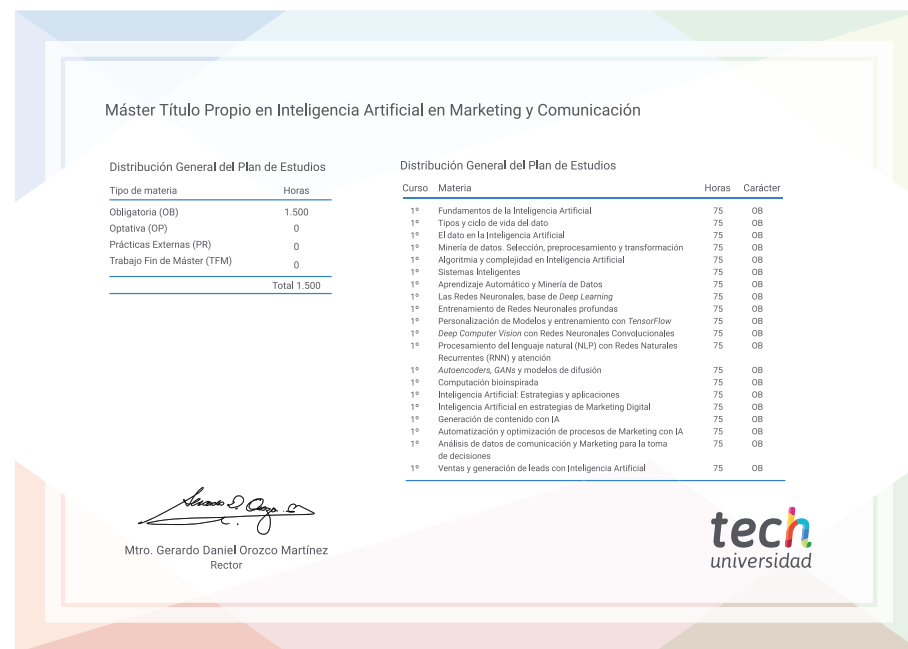 Máster Título Propio en Inteligencia Artificial en Marketing y Comunicación
Distribución General del Plan de Estudios
Tipo de materia Horas
Obligatoria (OB) 1.500
Optativa (OP) 0
Prácticas Externas (PR) 0
Trabajo Fin de Máster (TFM) 0
Total 1.500
Distribución General del Plan de Estudios
Curso Materia Horas Carácter
1º Fundamentos de la Inteligencia Artificial 75 OB
1º Tipos y ciclo de vida del dato 75 OB
1º El dato en la Inteligencia Artificial 75 OB
1º Minería de datos. Selección, preprocesamiento y transformación 75 OB
1º Algoritmia y complejidad en Inteligencia Artificial 75 OB
1º Sistemas Inteligentes 75 OB
1º Aprendizaje Automático y Minería de Datos 75 OB
1º Las Redes Neuronales, base de Deep Learning 75 OB
1º Entrenamiento de Redes Neuronales profundas 75 OB
1º Personalización de Modelos y entrenamiento con TensorFlow 75 OB
1º Deep Computer Vision con Redes Neuronales Convolucionales 75 OB
1º Procesamiento del lenguaje natural (NLP) con Redes Naturales 75 OB
Recurrentes (RNN) y atención
1º Autoencoders, GANs y modelos de difusión 75 OB
1º Computación bioinspirada 75 OB
1º Inteligencia Artificial: Estrategias y aplicaciones 75 OB
1º Inteligencia Artificial en estrategias de Marketing Digital 75 OB
1º Generación de contenido con IA 75 OB
1º Automatización y optimización de procesos de Marketing con IA 75 OB
1º Análisis de datos de comunicación y Marketing para la toma 75 OB
de decisiones
1º Ventas y generación de leads con Inteligencia Artificial 75 OB
Mtro. Gerardo Daniel Orozco Martínez
Rector
tech
universidad